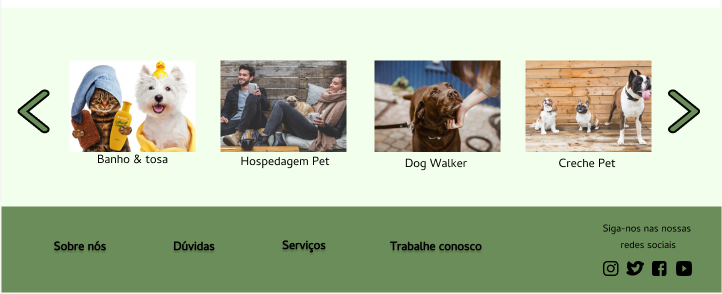 Banho & tosa
Hospedagem Pet
Dog Walker
Creche Pet
Sobre nós
Dúvidas
Serviços
Trabalhe conosco
Siga-nos nas nossas
redes sociais